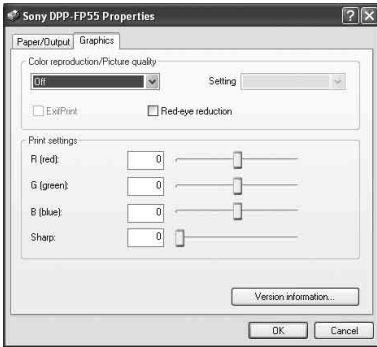 Sony DPP-FP55 Properties
Paper/Output Graphics
Color reproduction/Picture quality
Off Setting
ExifPrint Red-eye reduction
Print settings
R (red): 0
G (green): 0
B (blue): 0
Sharp: 0
Version information...
OK Cancel